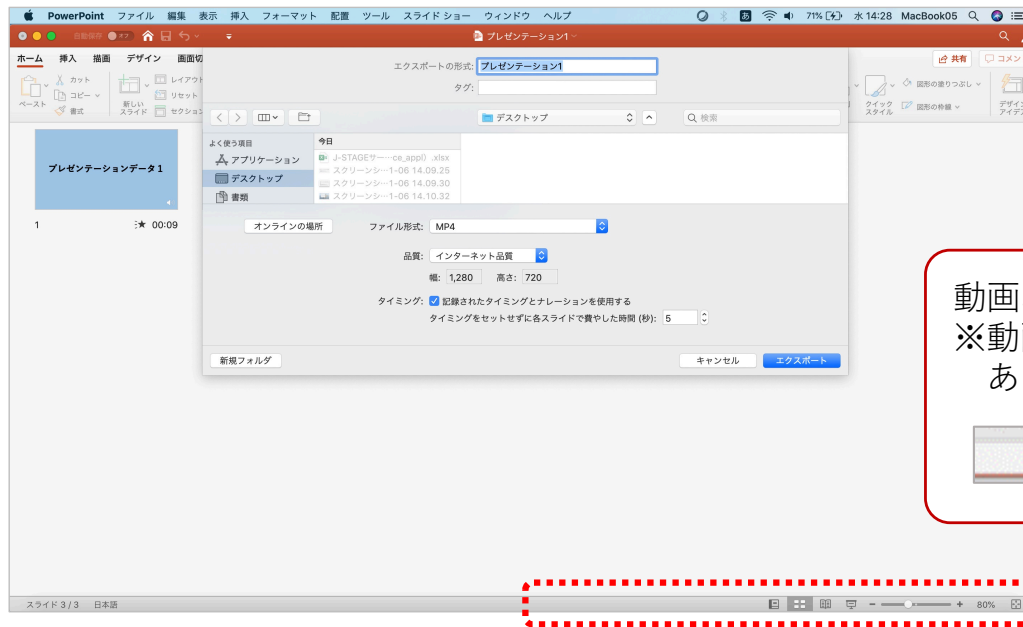 PowerPoint ファイル 編集 表示 挿入 フォーマット 配置 ツール スライド ショー ウィンドウ ヘルプ 71% 水14:28 MacBook05
自動保存 オフ プレゼンテーション1
ホーム 挿入 描画 デザイン 画面切 共有 コメン
エクスポートの形式: プレゼンテーション1
タグ:
ペースト カット コピー 書式 新しい スライド レイアウト リセット セクション クイック スタイル 図形の塗りつぶし 図形の枠線 デザイ アイデ
デスクトップ 検索
よく使う項目 今日
アプリケーション J-STAGEサー…ce_appl）.xlsx
デスクトップ スクリーンシ…1-06 14.09.25
スクリーンシ…1-06 14.09.30
書類 スクリーンシ…1-06 14.10.32
プレゼンテーションデータ１
1 00:09
オンラインの場所 ファイル形式: MP4
品質: インターネット品質
幅: 1,280 高さ: 720
タイミング: 記録されたタイミングとナレーションを使用する
タイミングをセットせずに各スライドで費やした時間 (秒): 5
新規フォルダ キャンセル エクスポート
動画
※動
あ
スライド 3 / 3 日本語 80%